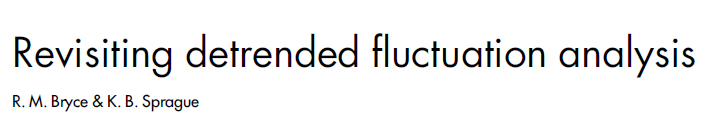 Revisiting detrended fluctuation analysis
R. M. Bryce & K. B. Sprague